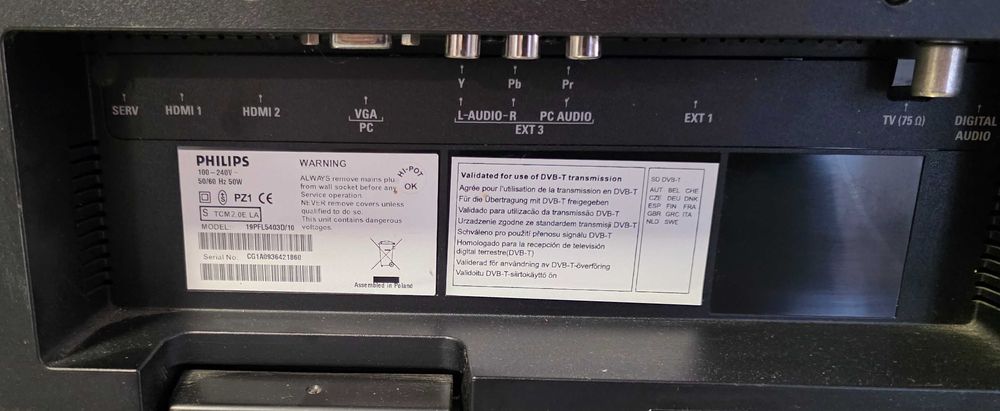 Y Pb Pr
SERV HDMI 1 HDMI 2 VGA L-AUDIO-R PC AUDIO EXT 1 TV (75 Ω) DIGITAL
PC EXT 3 AUDIO
PHILIPS
100–240V~
50/60 Hz 50W
PZ1 CE
S TCM 2.0E LA
MODEL: 19PFL5403D/10
Serial No. CG1A0936421860
WARNING
ALWAYS remove mains plu
from wall socket before any
Service operation.
NEVER remove covers unless
qualified to do so.
This unit contains dangerous
voltages.
HI-POT
OK
Assembled in Poland
Validated for use of DVB-T transmission
Agrée pour l'utilisation de la transmission en DVB-T
Für die Übertragung mit DVB-T freigegeben
Validado para utilização da transmissão DVB-T
Urządzenie zgodne ze standardem transmisji DVB-T
Schváleno pro použití přenosu signálu DVB-T
Homologado para la recepción de televisión
digital terrestre(DVB-T)
Validerad för användning av DVB-T-överföring
Validoitu DVB-T-siirtokäyttö ön
SD DVB-T
AUT BEL CHE
CZE DEU DNK
ESP FIN FRA
GBR GRC ITA
NLD SWE